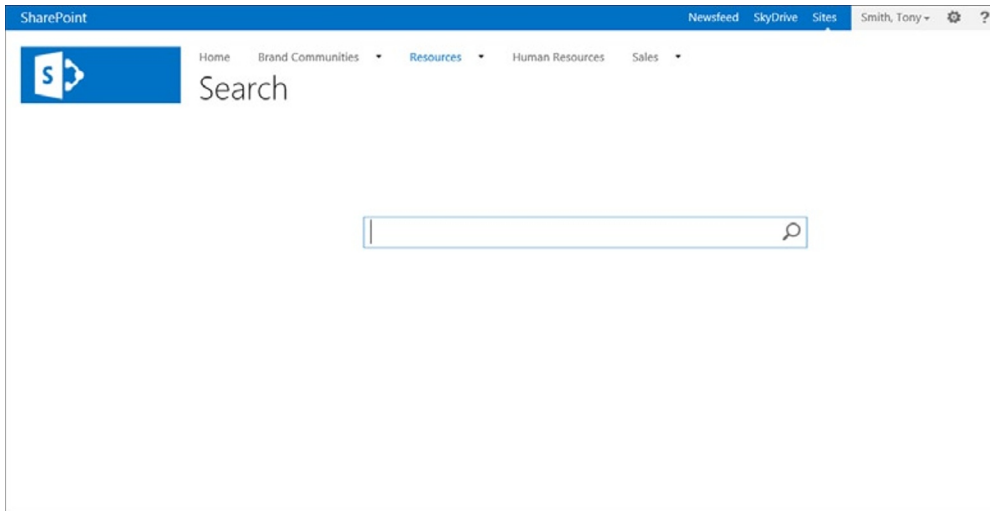 SharePoint Newsfeed SkyDrive Sites Smith, Tony ?
S
Home Brand Communities Resources Human Resources Sales
Search